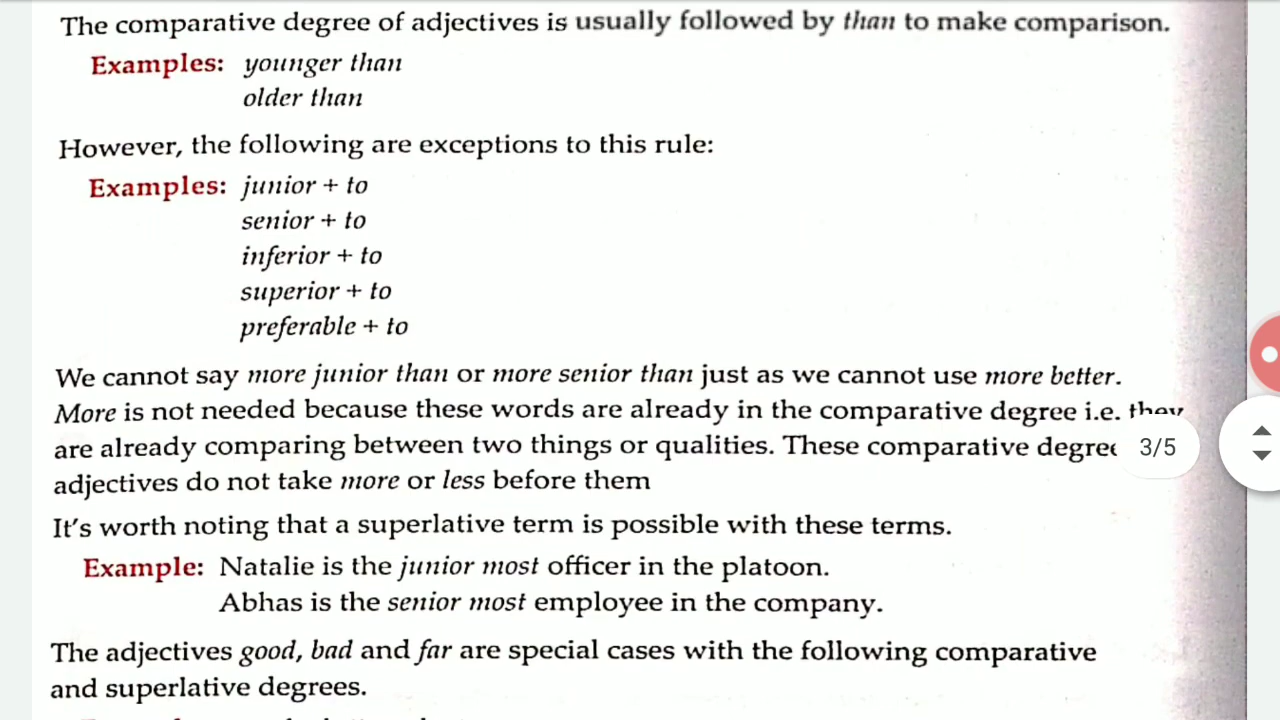 The comparative degree of adjectives is usually followed by than to make comparison.
Examples: younger than
older than
However, the following are exceptions to this rule:
Examples: junior + to
senior + to
inferior + to
superior + to
preferable + to
We cannot say more junior than or more senior than just as we cannot use more better.
More is not needed because these words are already in the comparative degree i.e. they
are already comparing between two things or qualities. These comparative degree
3/5
adjectives do not take more or less before them
It's worth noting that a superlative term is possible with these terms.
Example: Natalie is the junior most officer in the platoon.
Abhas is the senior most employee in the company.
The adjectives good, bad and far are special cases with the following comparative
and superlative degrees.